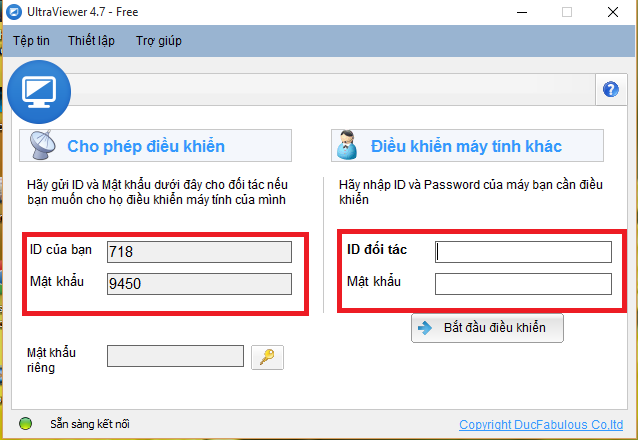 UltraViewer 4.7 - Free
Tệp tin Thiết lập Trợ giúp
?
Cho phép điều khiển
Hãy gửi ID và Mật khẩu dưới đây cho đối tác nếu
bạn muốn cho họ điều khiển máy tính của mình
ID của bạn 718
Mật khẩu 9450
Mật khẩu
riêng
Điều khiển máy tính khác
Hãy nhập ID và Password của máy bạn cần điều
khiển
ID đối tác
Mật khẩu
Bắt đầu điều khiển
Sẵn sàng kết nối
Copyright DucFabulous Co,ltd